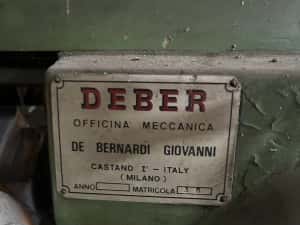 DEBER
OFFICINA MECCANICA
DE BERNARDI GIOVANNI
CASTANO I° - ITALY
(MILANO)
ANNO MATRICOLA